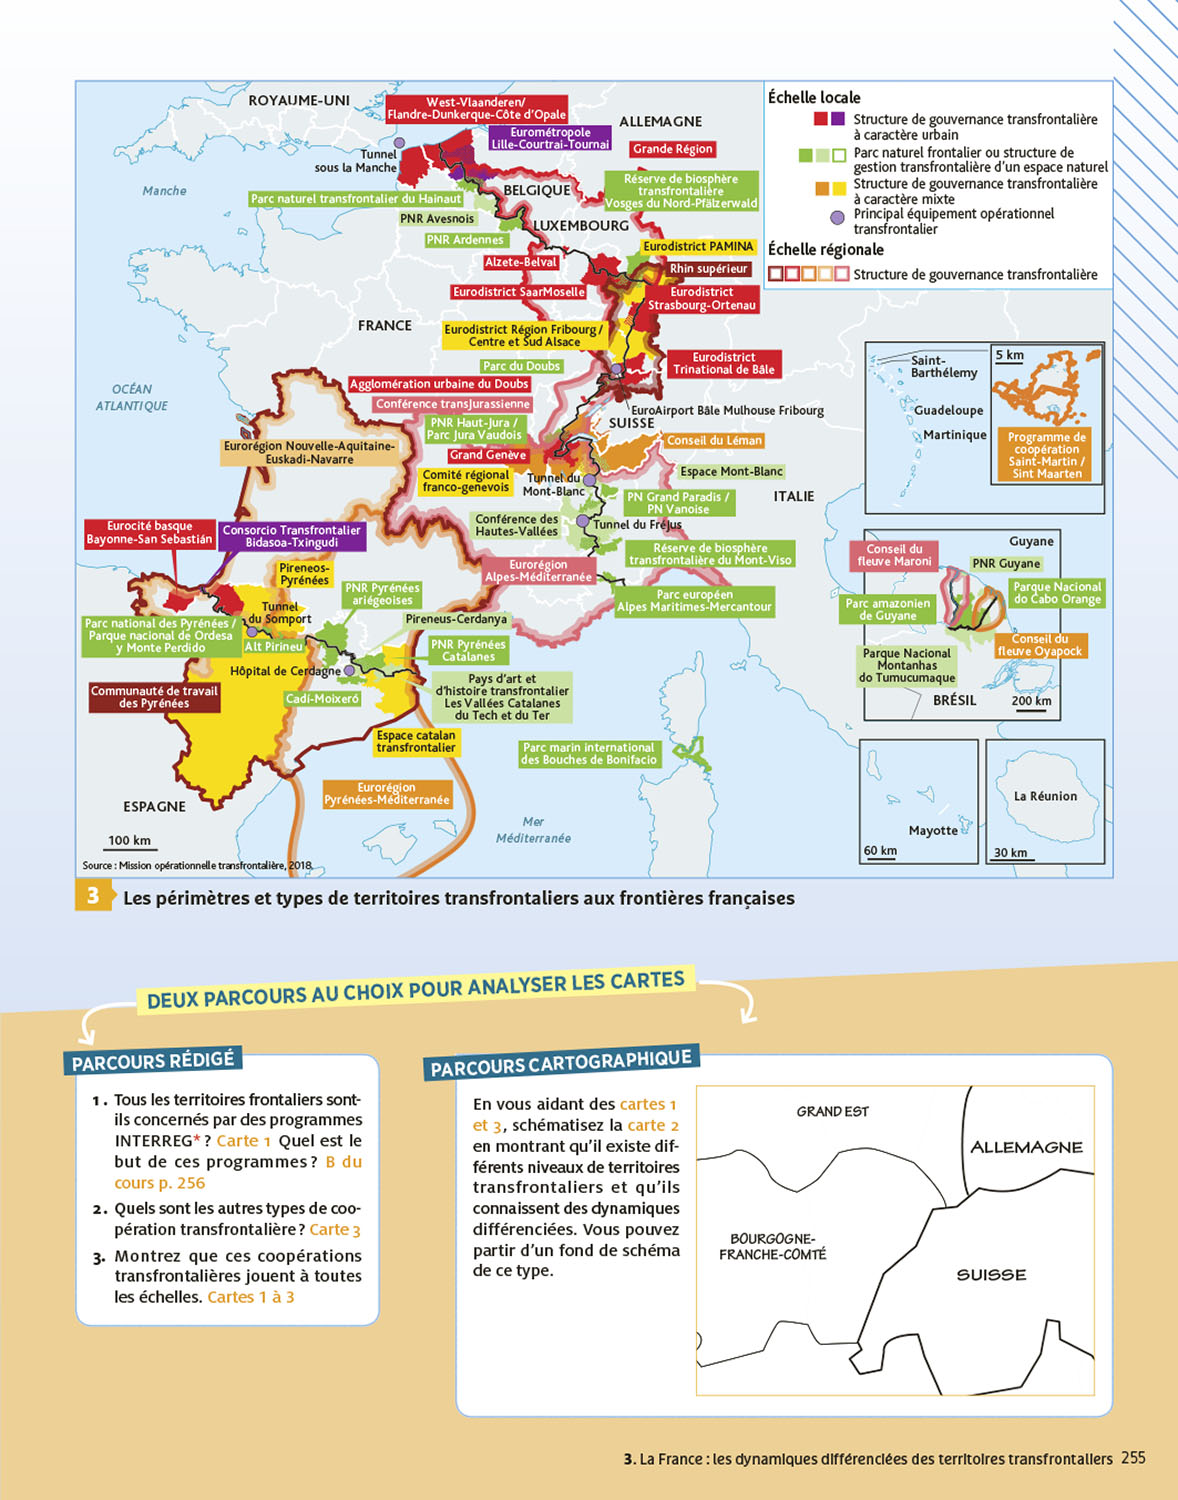 ROYAUME-UNI
West-Vlaanderen/
Flandre-Dunkerque-Côte d'Opale
Eurométropole
Lille-Courtrai-Tournai
ALLEMAGNE
Grande Région
Tunnel
sous la Manche
Manche
BELGIQUE
Réserve de biosphère
transfrontalière
Vosges du Nord-Pfälzerwald
Parc naturel transfrontalier du Hainaut
PNR Avesnois
PNR Ardennes
LUXEMBOURG
Eurodistrict PAMINA
Alzete-Belval
Rhin supérieur
Eurodistrict SaarMoselle
Eurodistrict
Strasbourg-Ortenau
FRANCE
Eurodistrict Région Fribourg /
Centre et Sud Alsace
Parc du Doubs
Eurodistrict
Trinational de Bâle
Agglomération urbaine du Doubs
Conférence transJurassienne
OCÉAN
ATLANTIQUE
EuroAirport Bâle Mulhouse Fribourg
PNR Haut-Jura /
Parc Jura Vaudois
SUISSE
Eurorégion Nouvelle-Aquitaine-
Euskadi-Navarre
Conseil du Léman
Grand Genève
Comité régional
franco-genevois
Tunnel du
Mont-Blanc
Espace Mont-Blanc
ITALIE
PN Grand Paradis /
PN Vanoise
Conférence des
Hautes-Vallées
Tunnel du Fréjus
Eurocité basque
Bayonne-San Sebastián
Consorcio Transfrontalier
Bidasoa-Txingudi
Réserve de biosphère
transfrontalière du Mont-Viso
Eurorégion
Alpes-Méditerranée
Pireneos-
Pyrénées
PNR Pyrénées
ariégeoises
Parc européen
Alpes Maritimes-Mercantour
Tunnel
du Somport
Parc national des Pyrénées /
Parque nacional de Ordesa
y Monte Perdido
Pireneus-Cerdanya
Alt Pirineu
PNR Pyrénées
Catalanes
Hôpital de Cerdagne
Communauté de travail
des Pyrénées
Cadí-Moixeró
Pays d'art et
d'histoire transfrontalier
Les Vallées Catalanes
du Tech et du Ter
Espace catalan
transfrontalier
Parc marin international
des Bouches de Bonifacio
Eurorégion
Pyrénées-Méditerranée
ESPAGNE
Mer
Méditerranée
100 km
Source : Mission opérationnelle transfrontalière, 2018.
Échelle locale
Structure de gouvernance transfrontalière
à caractère urbain
Parc naturel frontalier ou structure de
gestion transfrontalière d'un espace naturel
Structure de gouvernance transfrontalière
à caractère mixte
Principal équipement opérationnel
transfrontalier
Échelle régionale
Structure de gouvernance transfrontalière
Saint-
Barthélemy
5 km
Guadeloupe
Martinique
Programme de
coopération
Saint-Martin /
Sint Maarten
Guyane
Conseil du
fleuve Maroni
PNR Guyane
Parque Nacional
do Cabo Orange
Parc amazonien
de Guyane
Conseil du
fleuve Oyapock
Parque Nacional
Montanhas
do Tumucumaque
BRÉSIL
200 km
Mayotte
60 km
La Réunion
30 km
3 Les périmètres et types de territoires transfrontaliers aux frontières françaises
DEUX PARCOURS AU CHOIX POUR ANALYSER LES CARTES
PARCOURS RÉDIGÉ
1. Tous les territoires frontaliers sont-
ils concernés par des programmes
INTERREG* ? Carte 1 Quel est le
but de ces programmes ? B du
cours p. 256
2. Quels sont les autres types de coo-
pération transfrontalière ? Carte 3
3. Montrez que ces coopérations
transfrontalières jouent à toutes
les échelles. Cartes 1 à 3
PARCOURS CARTOGRAPHIQUE
En vous aidant des cartes 1
et 3, schématisez la carte 2
en montrant qu'il existe dif-
férents niveaux de territoires
transfrontaliers et qu'ils
connaissent des dynamiques
différenciées. Vous pouvez
partir d'un fond de schéma
de ce type.
GRAND EST
ALLEMAGNE
BOURGOGNE-
FRANCHE-COMTÉ
SUISSE
3. La France : les dynamiques différenciées des territoires transfrontaliers 255